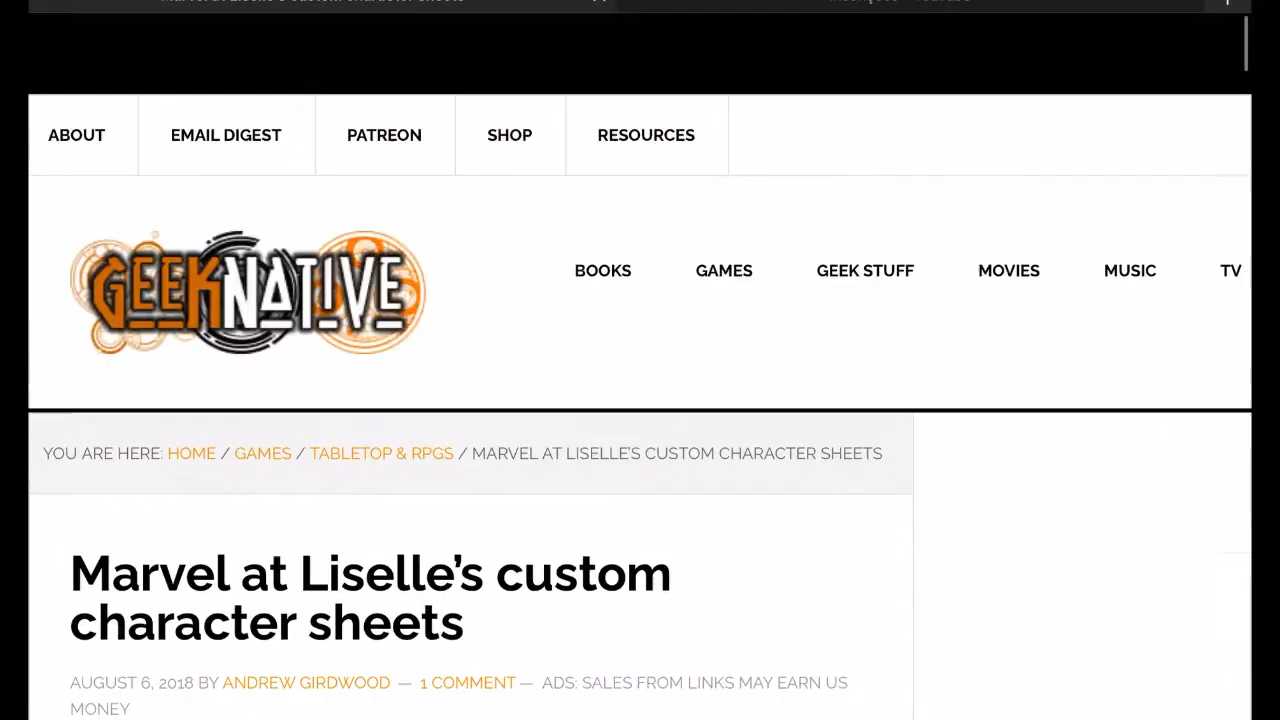 ABOUT EMAIL DIGEST PATREON SHOP RESOURCES
GEEKNATIVE
BOOKS GAMES GEEK STUFF MOVIES MUSIC TV
YOU ARE HERE: HOME / GAMES / TABLETOP & RPGS / MARVEL AT LISELLE’S CUSTOM CHARACTER SHEETS
Marvel at Liselle’s custom
character sheets
AUGUST 6, 2018 BY ANDREW GIRDWOOD — 1 COMMENT — ADS: SALES FROM LINKS MAY EARN US
MONEY